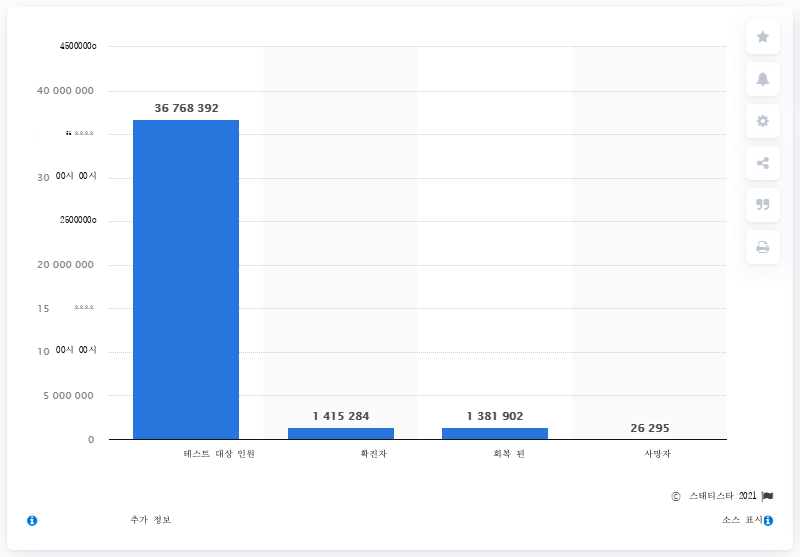 4500000o
40 000 000
36 768 392
30 00시 00시
2500000o
20 000 000
15
10 00시 00시
5 000 000
1 415 284
1 381 902
26 295
0
테스트 대상 인원
확진자
회복 된
사망자
© 스태티스타 2021
추가 정보
소스 표시